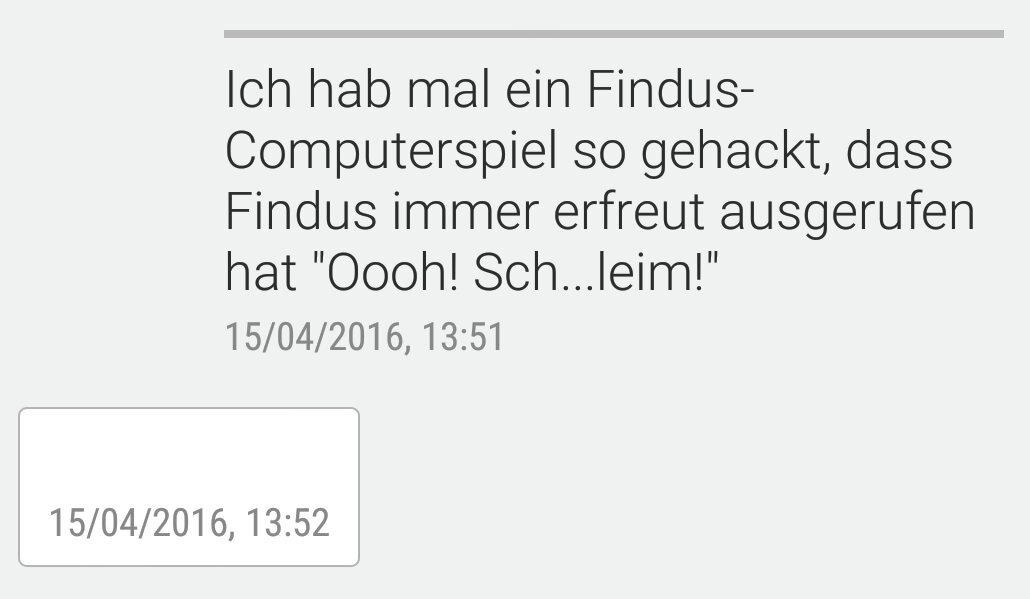 Ich hab mal ein Findus-
Computerspiel so gehackt, dass
Findus immer erfreut ausgerufen
hat "Oooh! Sch...leim!"
15/04/2016, 13:51
15/04/2016, 13:52